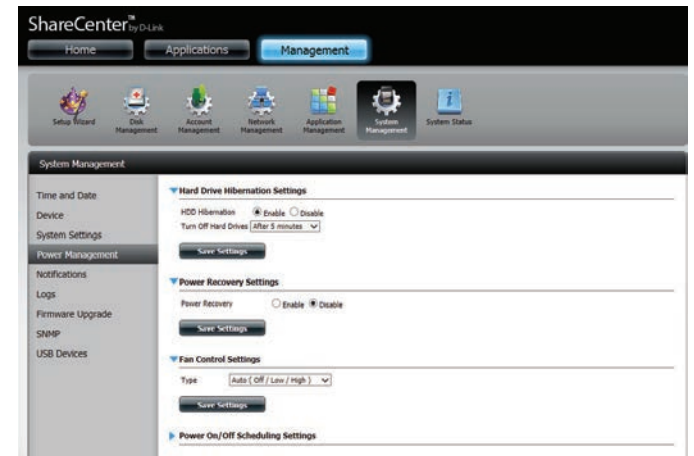 ShareCenter™ by D-Link
Home Applications Management
Setup Wizard
Disk Management
Account Management
Network Management
Application Management
System Management
System Status
System Management
Time and Date
Device
System Settings
Power Management
Notifications
Logs
Firmware Upgrade
SNMP
USB Devices
Hard Drive Hibernation Settings
HDD Hibernation Enable Disable
Turn Off Hard Drives After 5 minutes
Save Settings
Power Recovery Settings
Power Recovery Enable Disable
Save Settings
Fan Control Settings
Type Auto ( Off / Low / High )
Save Settings
Power On/Off Scheduling Settings